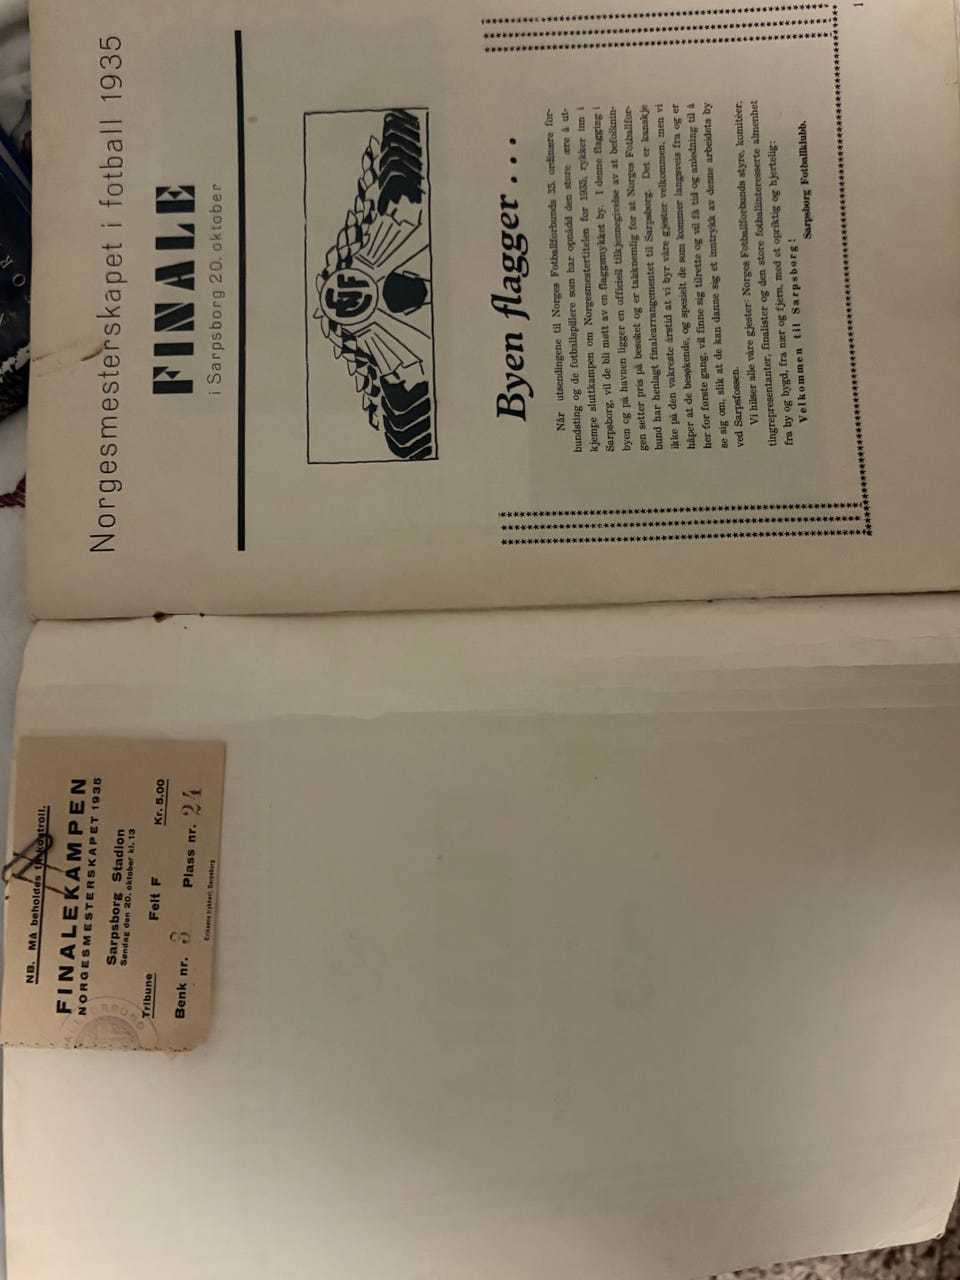 NB. Må beholdes til kontroll.
FINALEKAMPEN
NORGESMESTERSKAPET 1935
Sarpsborg Stadion
Søndag den 20. oktober kl. 13
Tribune Felt F Kr. 5.00
Benk nr. 3 Plass nr. 24
Sarpsborg
Norgesmesterskapet i fotball 1935
FINALE
i Sarpsborg 20. oktober
NFF
Byen flagger . . .
Når utsendingene til Norges Fotballforbunds 35. ordinære for-
bundsting og de fotballspillere som har opnådd den store ære å ut-
kjempe sluttkampen om Norgesmestertitelen for 1935, rykker inn i
Sarpsborg, vil de bli møtt av en flaggsmykket by. I denne flagging i
byen og på havnen ligger en officiell tilkjennegivelse av at befolknin-
gen setter pris på besøket og er takknemlig for at Norges Fotballfor-
bund har henlagt finalearrangementet til Sarpsborg. Det er kanskje
ikke på den vakreste årstid at vi byr våre gjester velkommen, men vi
håper at de besøkende, og spesielt de som kommer langsveis fra og er
her for første gang, vil finne sig tilrette og vil få tid og anledning til å
se sig om, slik at de kan danne sig et inntrykk av denne arbeidets by
ved Sarpsfossen.
Vi hilser alle våre gjester: Norges Fotballforbunds styre, komitéer,
tingrepresentanter, finalister og den store fotballinteresserte almenhet
fra by og bygd, fra nær og fjern, med et opriktig og hjertelig:
Velkommen til Sarpsborg!
Sarpsborg Fotballklubb.
1